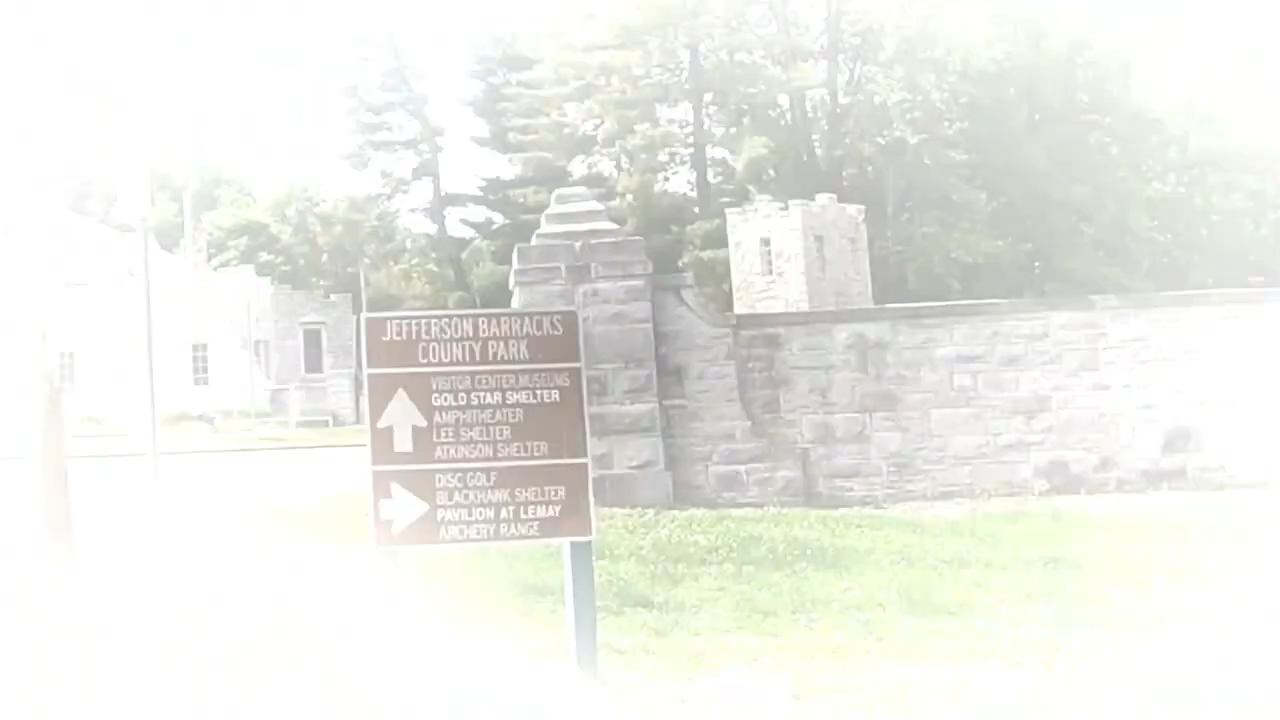 JEFFERSON BARRACKS
COUNTY PARK
VISITOR CENTER,MUSEUMS
GOLD STAR SHELTER
AMPHITHEATER
LEE SHELTER
ATKINSON SHELTER
DISC GOLF
BLACKHAWK SHELTER
PAVILION AT LEMAY
ARCHERY RANGE